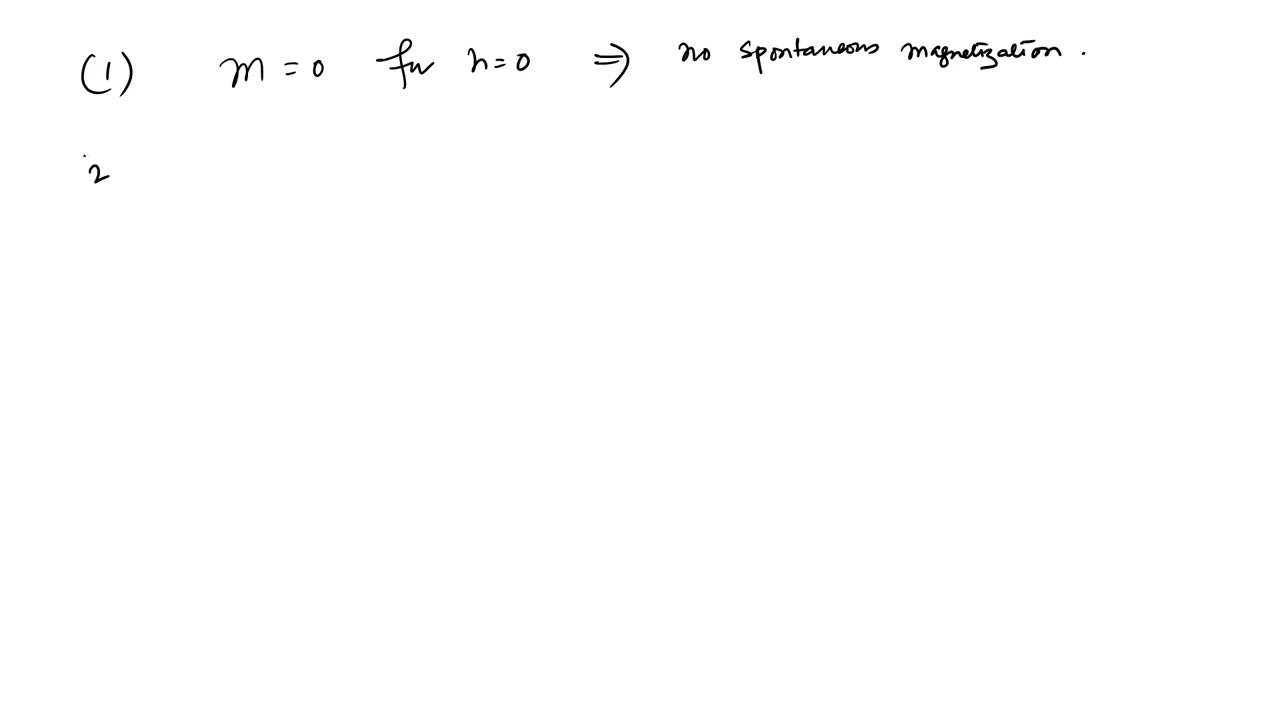 (1) m = 0 for h = 0 ⇒ no spontaneous magnetization.
2